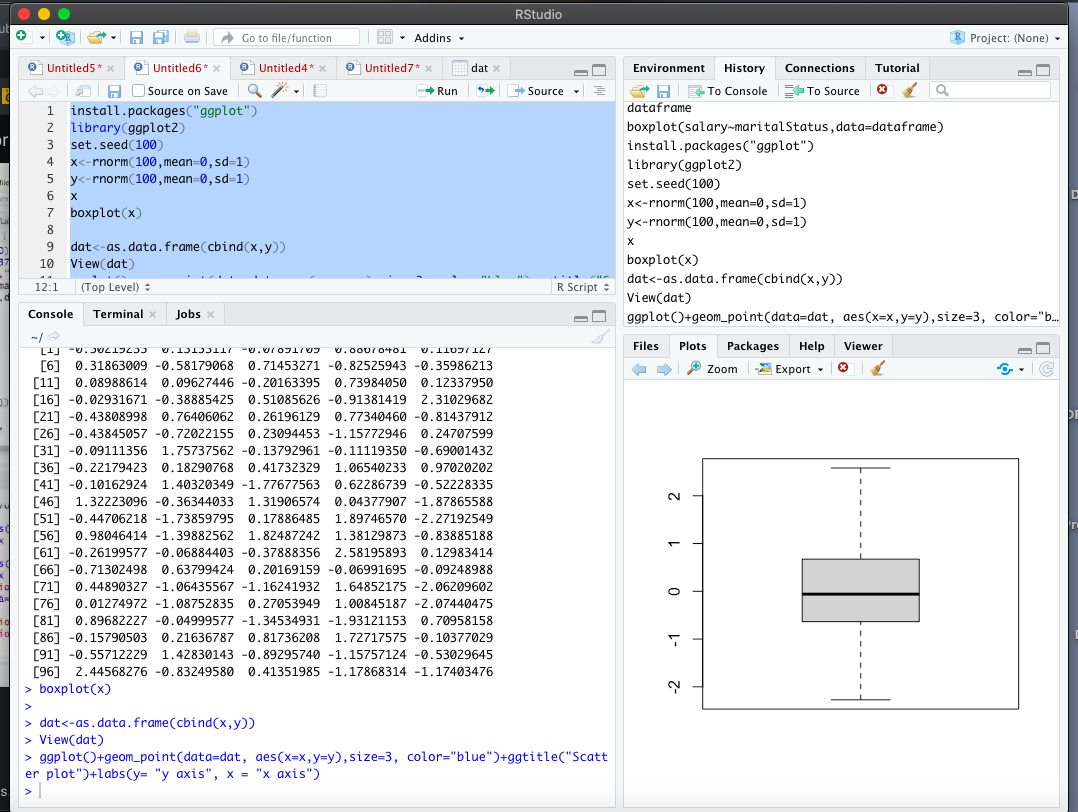 RStudio
Go to file/function
Addins
Project: (None)
Untitled5*
Untitled6*
Untitled4*
Untitled7*
dat
Source on Save
Run
Source
1 install.packages("ggplot")
2 library(ggplot2)
3 set.seed(100)
4 x<-rnorm(100,mean=0,sd=1)
5 y<-rnorm(100,mean=0,sd=1)
6 x
7 boxplot(x)
8
9 dat<-as.data.frame(cbind(x,y))
10 View(dat)
12:1 (Top Level) R Script
Console Terminal Jobs
~/
[1] -0.50219235 0.13153117 -0.07891709 0.88678481 0.11697127
[6] 0.31863009 -0.58179068 0.71453271 -0.82525943 -0.35986213
[11] 0.08988614 0.09627446 -0.20163395 0.73984050 0.12337950
[16] -0.02931671 -0.38885425 0.51085626 -0.91381419 2.31029682
[21] -0.43808998 0.76406062 0.26196129 0.77340460 -0.81437912
[26] -0.43845057 -0.72022155 0.23094453 -1.15772946 0.24707599
[31] -0.09111356 1.75737562 -0.13792961 -0.11119350 -0.69001432
[36] -0.22179423 0.18290768 0.41732329 1.06540233 0.97020202
[41] -0.10162924 1.40320349 -1.77677563 0.62286739 -0.52228335
[46] 1.32223096 -0.36344033 1.31906574 0.04377907 -1.87865588
[51] -0.44706218 -1.73859795 0.17886485 1.89746570 -2.27192549
[56] 0.98046414 -1.39882562 1.82487242 1.38129873 -0.83885188
[61] -0.26199577 -0.06884403 -0.37888356 2.58195893 0.12983414
[66] -0.71302498 0.63799424 0.20169159 -0.06991695 -0.09248988
[71] 0.44890327 -1.06435567 -1.16241932 1.64852175 -2.06209602
[76] 0.01274972 -1.08752835 0.27053949 1.00845187 -2.07440475
[81] 0.89682227 -0.04999577 -1.34534931 -1.93121153 0.70958158
[86] -0.15790503 0.21636787 0.81736208 1.72717575 -0.10377029
[91] -0.55712229 1.42830143 -0.89295740 -1.15757124 -0.53029645
[96] 2.44568276 -0.83249580 0.41351985 -1.17868314 -1.17403476
> boxplot(x)
>
> dat<-as.data.frame(cbind(x,y))
> View(dat)
> ggplot()+geom_point(data=dat, aes(x=x,y=y),size=3, color="blue")+ggtitle("Scatt
er plot")+labs(y= "y axis", x = "x axis")
>
Environment History Connections Tutorial
To Console
To Source
dataframe
boxplot(salary~maritalStatus,data=dataframe)
install.packages("ggplot")
library(ggplot2)
set.seed(100)
x<-rnorm(100,mean=0,sd=1)
y<-rnorm(100,mean=0,sd=1)
x
boxplot(x)
dat<-as.data.frame(cbind(x,y))
View(dat)
ggplot()+geom_point(data=dat, aes(x=x,y=y),size=3, color="b…
Files Plots Packages Help Viewer
Zoom
Export
2
1
0
-1
-2